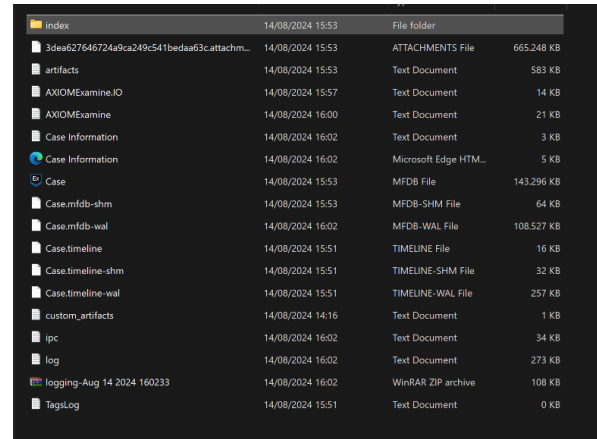 index 14/08/2024 15:53 File folder
3dea627646724a9ca249c541bedaa63c.attachm... 14/08/2024 15:53 ATTACHMENTS File 665.248 KB
artifacts 14/08/2024 15:53 Text Document 583 KB
AXIOMExamine.IO 14/08/2024 15:57 Text Document 14 KB
AXIOMExamine 14/08/2024 16:00 Text Document 21 KB
Case Information 14/08/2024 16:02 Text Document 3 KB
Case Information 14/08/2024 16:02 Microsoft Edge HTM... 5 KB
Case 14/08/2024 15:53 MFDB File 143.296 KB
Case.mfdb-shm 14/08/2024 15:53 MFDB-SHM File 64 KB
Case.mfdb-wal 14/08/2024 16:02 MFDB-WAL File 108.527 KB
Case.timeline 14/08/2024 15:51 TIMELINE File 16 KB
Case.timeline-shm 14/08/2024 15:51 TIMELINE-SHM File 32 KB
Case.timeline-wal 14/08/2024 15:51 TIMELINE-WAL File 257 KB
custom_artifacts 14/08/2024 14:16 Text Document 1 KB
ipc 14/08/2024 16:02 Text Document 34 KB
log 14/08/2024 16:02 Text Document 273 KB
logging-Aug 14 2024 160233 14/08/2024 16:02 WinRAR ZIP archive 108 KB
TagsLog 14/08/2024 15:51 Text Document 0 KB